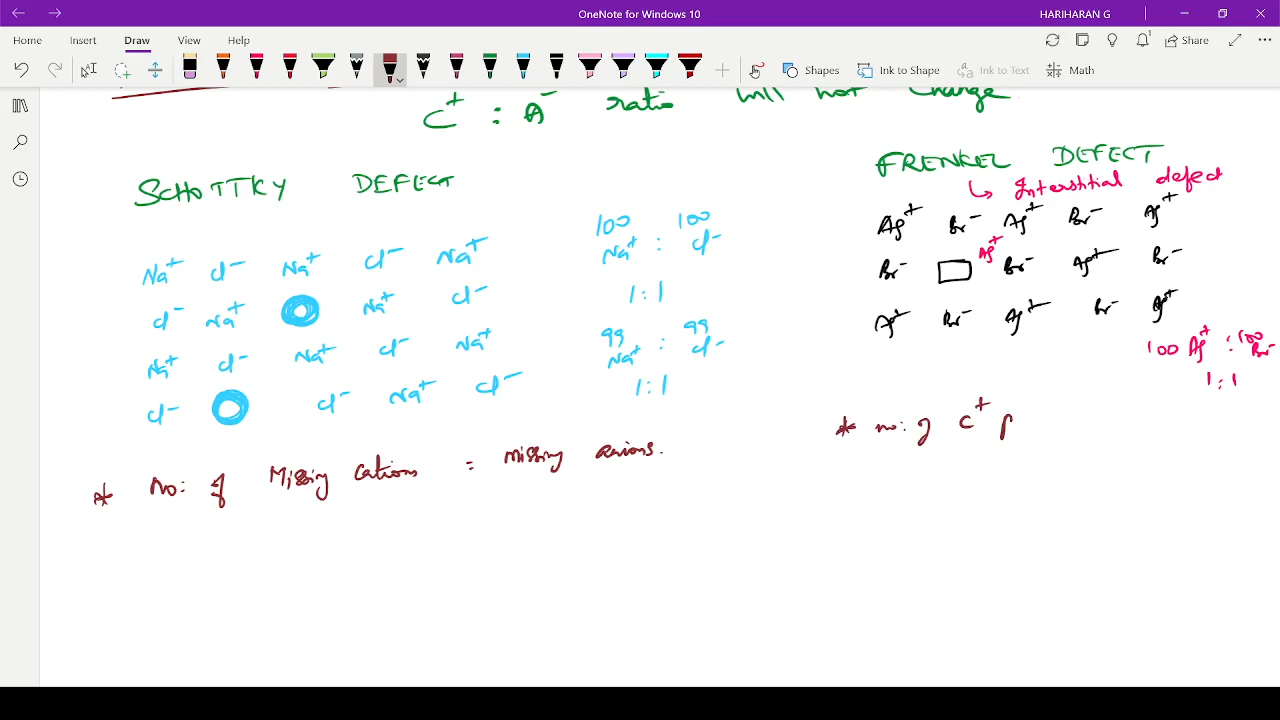 OneNote for Windows 10
HARIHARAN G
Home Insert Draw View Help
Share
Shapes Ink to Shape Ink to Text Math
C+ : A- ratio will not change
SCHOTTKY DEFECT
100 100
Na+ : Cl-
1:1
Na+ Cl- Na+ Cl- Na+
Cl- Na+ Na+ Cl-
Na+ Cl- Na+ Cl- Na+
Cl- Cl- Na+ Cl-
99 99
Na+ : Cl-
1:1
* No: of Missing Cations = Missing Anions.
FRENKEL DEFECT
Interstitial defect
Ag+ Br- Ag+ Br- Ag+
Ag+
Br- Br- Ag+ Br-
Ag+ Br- Ag+ Br- Ag+
100 Ag+ : 100 Br-
1:1
* no: of C+ p